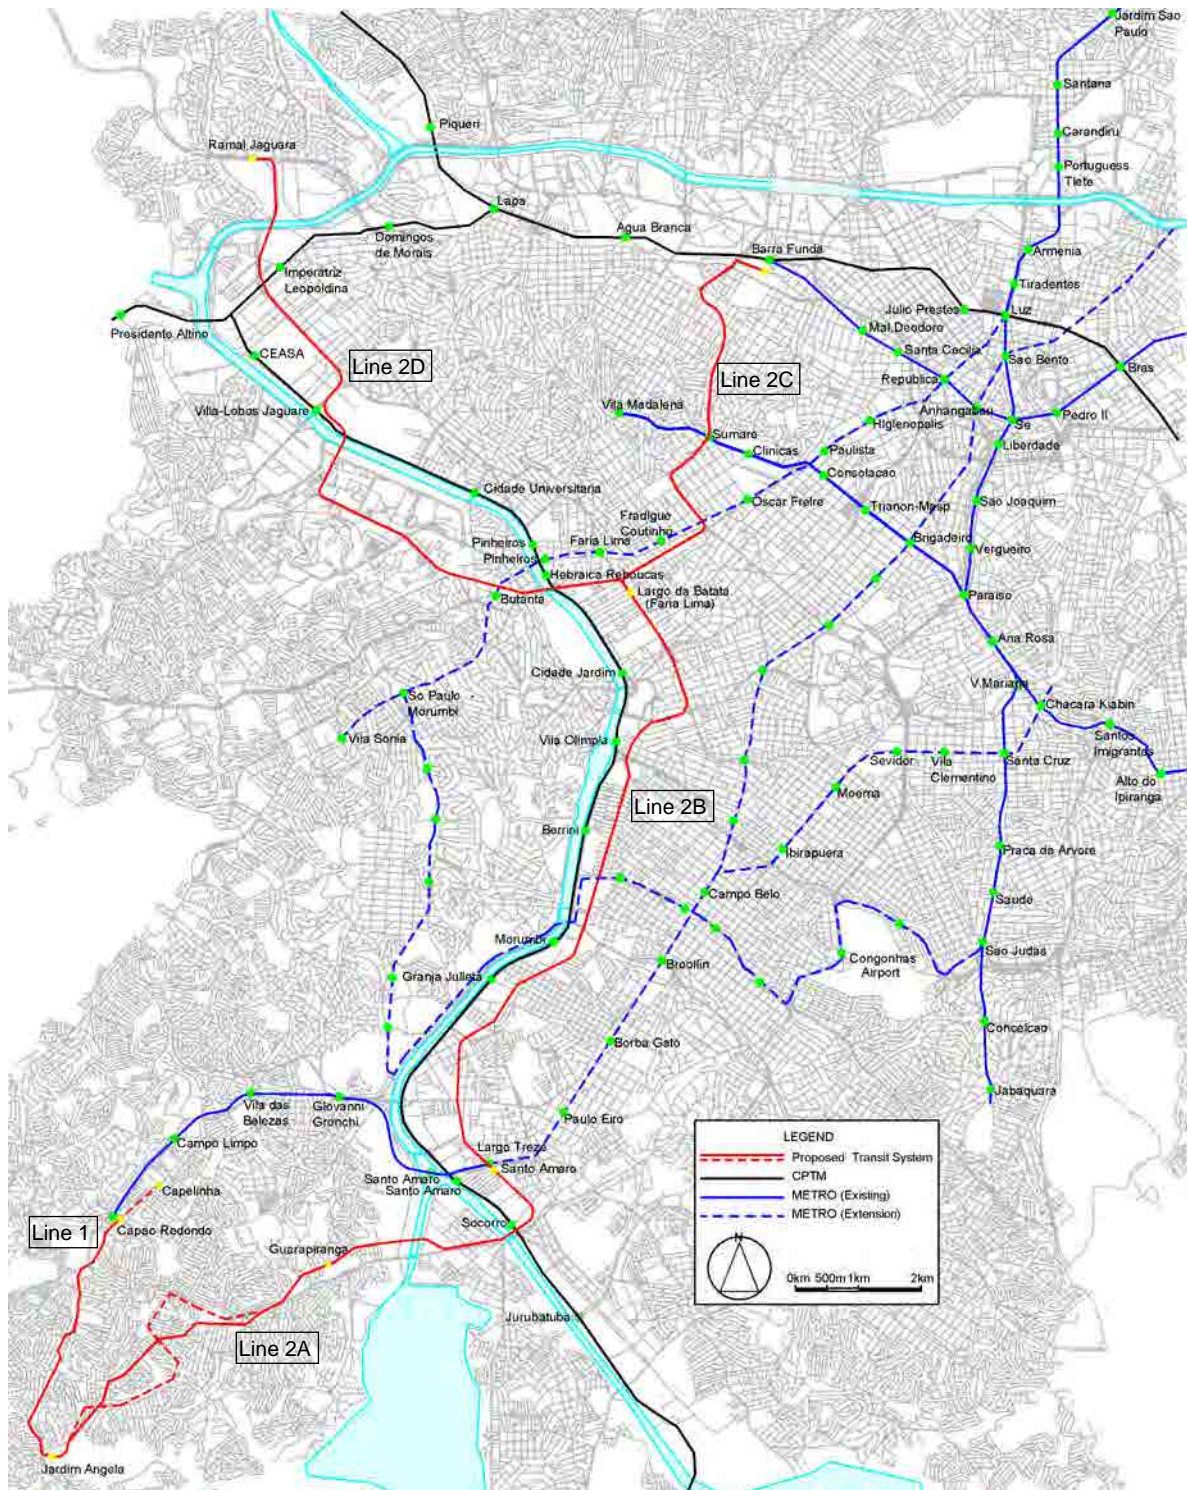 Jardim Sao
Paulo
Santana
Carandiru
Portuguess
Tiete
Piqueri
Ramal Jaguara
Lapa
Agua Branca
Domingos
de Morais
Barra Funda
Armenia
Imperatriz
Leopoldina
Tiradentes
Presidente Altino
Julio Prestes
Luz
Mal.Deodoro
CEASA
Santa Cecilia
Sao Bento
Line 2D
Line 2C
Republica
Bras
Vila Madalena
Villa-Lobos Jaguare
Anhangabau
Pedro II
Higienopolis
Se
Sumare
Liberdade
Clinicas
Paulista
Consolacao
Cidade Universitaria
Oscar Freire
Trianon-Masp
Sao Joaquim
Fradique
Coutinho
Faria Lima
Pinheiros
Pinheiros
Brigadeiro
Vergueiro
Hebraica Reboucas
Butanta
Largo da Batata
(Faria Lima)
Paraiso
Ana Rosa
Cidade Jardim
V.Mariana
So Paulo
Morumbi
Chacara Klabin
Vila Sonia
Vila Olimpia
Santos
Imigrantes
Sevidor
Vila
Clementino
Santa Cruz
Alto do
Ipiranga
Moema
Line 2B
Berrini
Ibirapuera
Praca da Arvore
Campo Belo
Saude
Morumbi
Sao Judas
Broollin
Congonhas
Airport
Granja Julieta
Conceicao
Borba Gato
Jabaquara
Vila das
Belezas
Giovanni
Gronchi
Paulo Eiro
Campo Limpo
Largo Treze
Santo Amaro
Santo Amaro
Santo Amaro
Capelinha
Line 1
Capao Redondo
Socorro
Guarapiranga
Jurubatuba
Line 2A
Jardim Angela
LEGEND
Proposed Transit System
CPTM
METRO (Existing)
METRO (Extension)
N
0km 500m 1km 2km